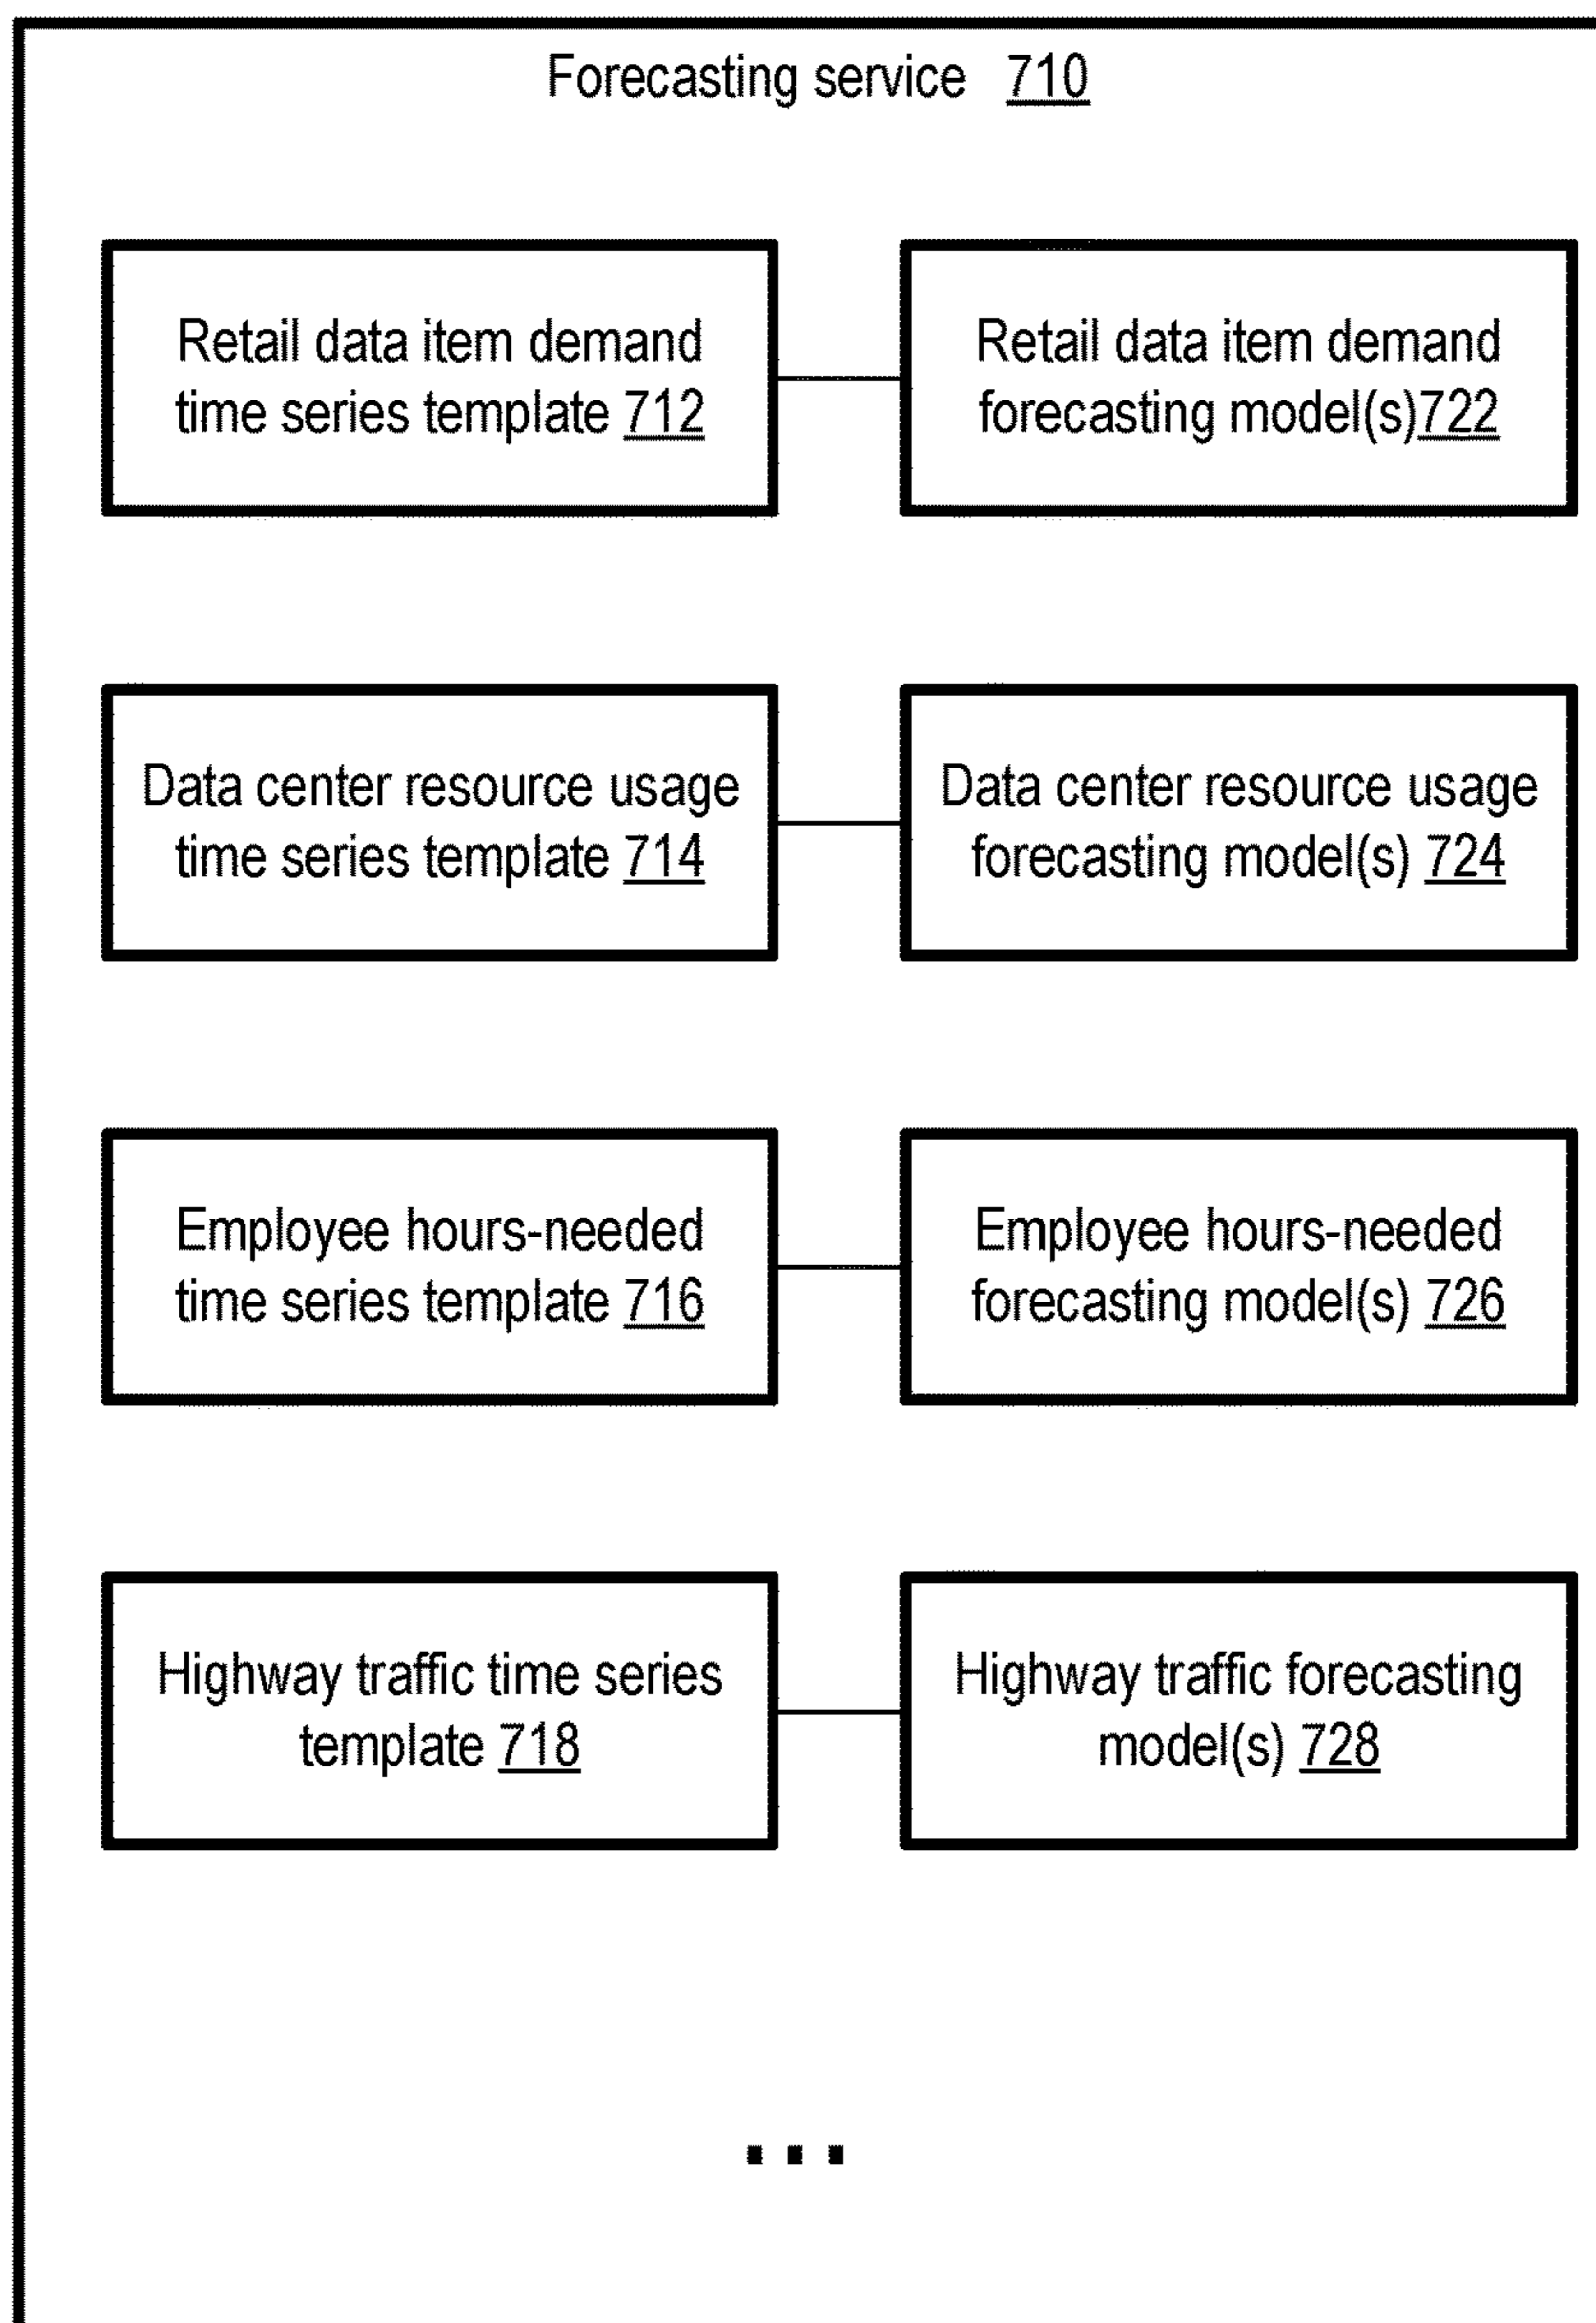 Forecasting service 710
Retail data item demand
time series template 712
Retail data item demand
forecasting model(s)722
Data center resource usage
time series template 714
Data center resource usage
forecasting model(s) 724
Employee hours-needed
time series template 716
Employee hours-needed
forecasting model(s) 726
Highway traffic time series
template 718
Highway traffic forecasting
model(s) 728
...